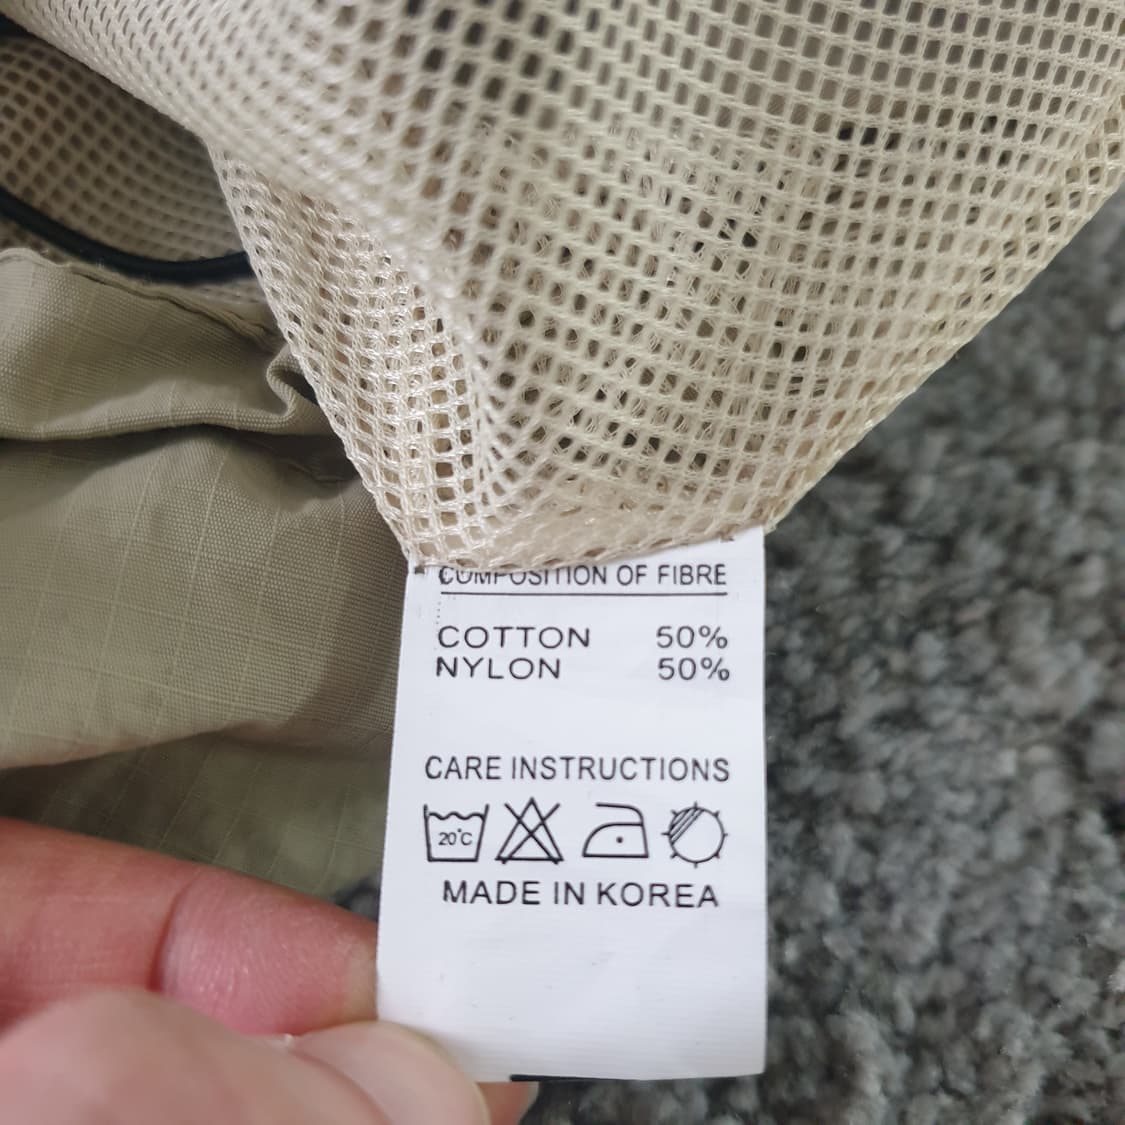 COMPOSITION OF FIBRE
COTTON 50%
NYLON 50%
CARE INSTRUCTIONS
20°C
MADE IN KOREA